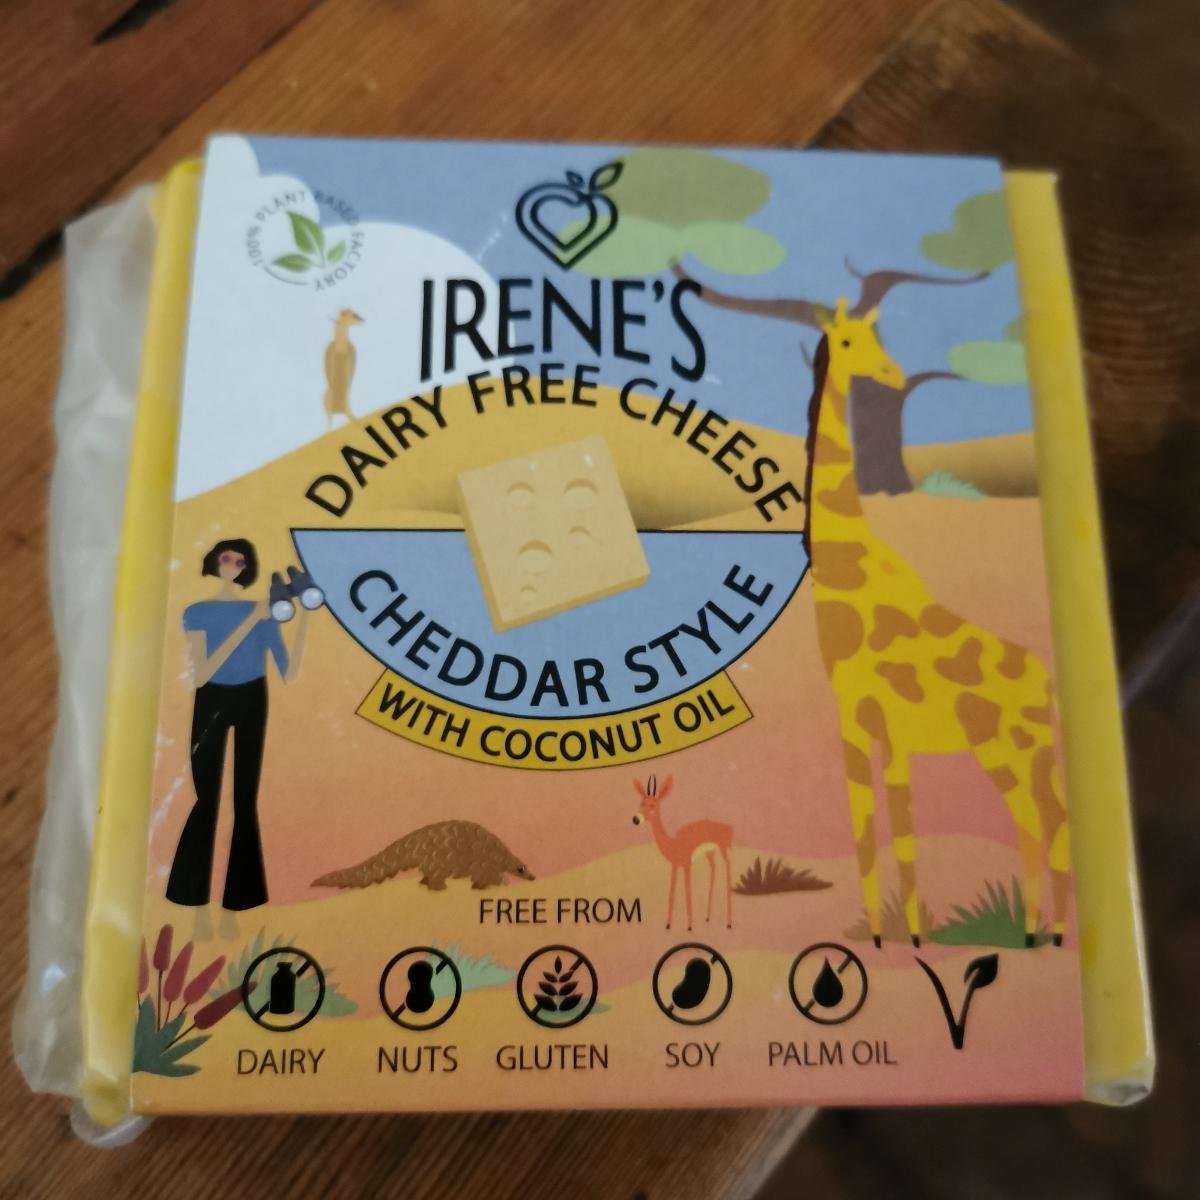 100% PLANT BASED FACTORY
IRENE'S
DAIRY FREE CHEESE
CHEDDAR STYLE
WITH COCONUT OIL
FREE FROM
DAIRY NUTS GLUTEN SOY PALM OIL